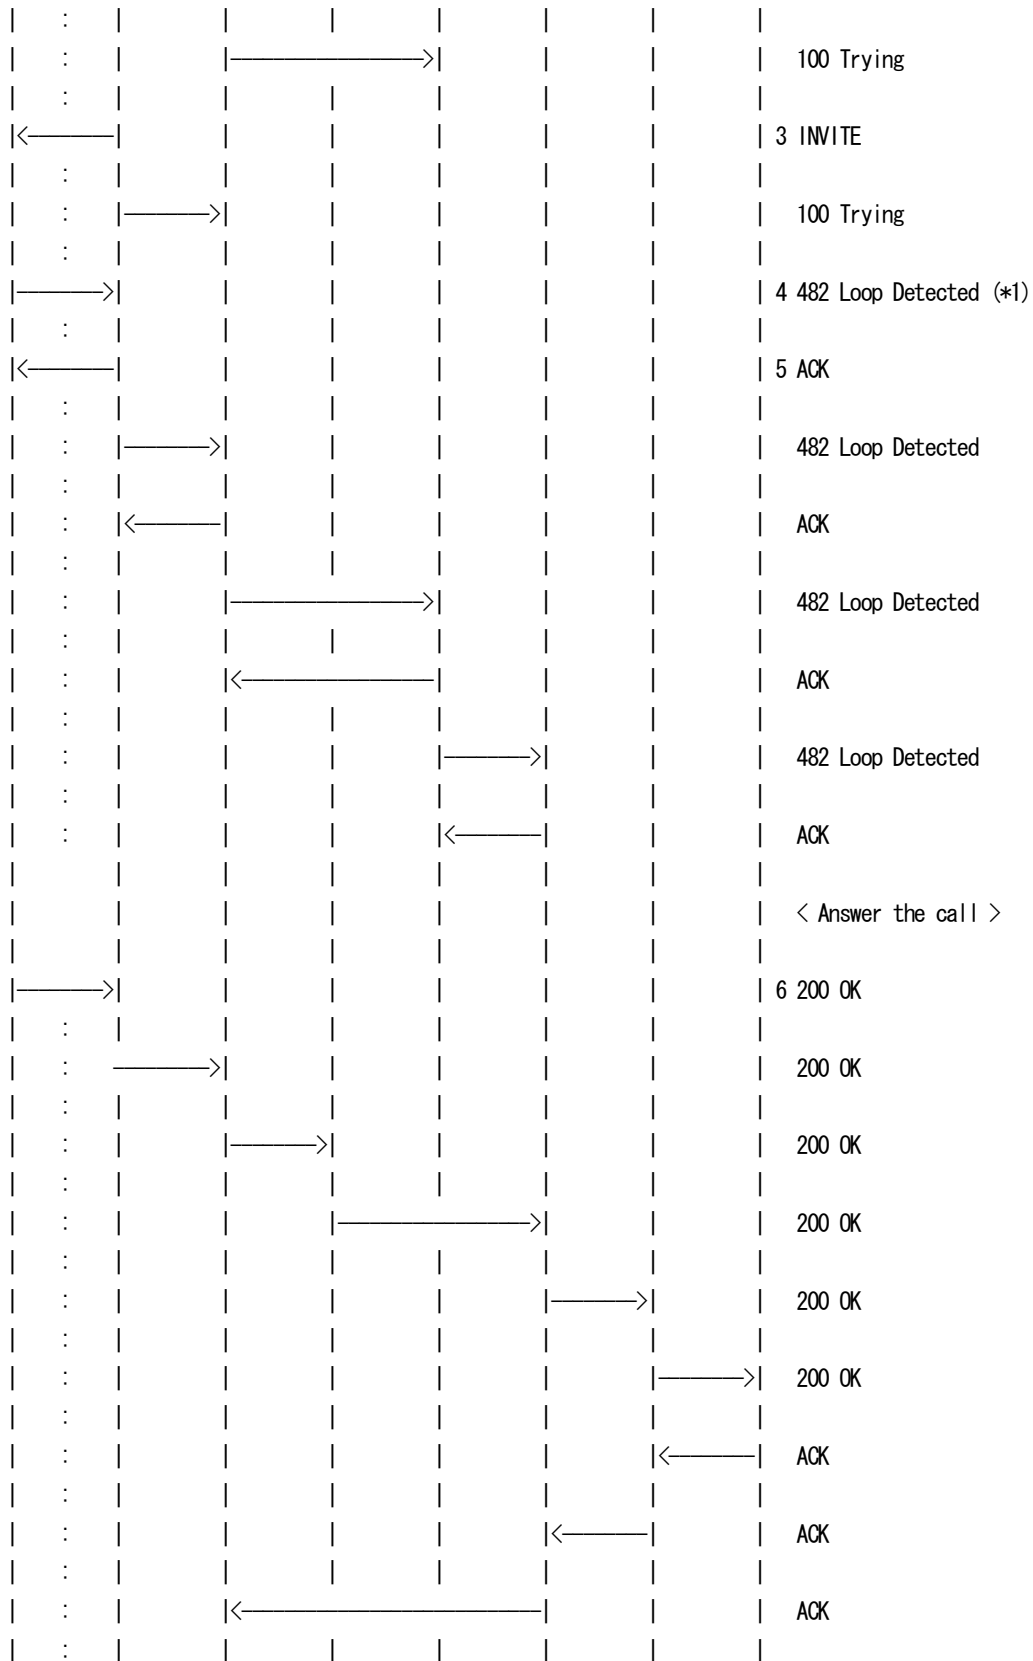 100 Trying
3 INVITE
100 Trying
4 482 Loop Detected (*1)
5 ACK
482 Loop Detected
ACK
482 Loop Detected
ACK
482 Loop Detected
ACK
< Answer the call >
6 200 OK
200 OK
200 OK
200 OK
200 OK
200 OK
ACK
ACK
ACK